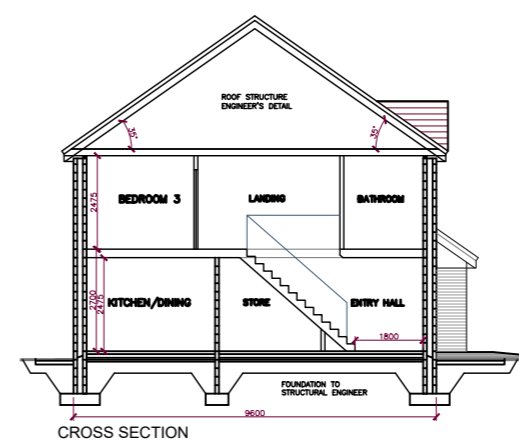 ROOF STRUCTURE
ENGINEER'S DETAIL
35°
35°
2475
BEDROOM 3
LANDING
BATHROOM
2700
2475
KITCHEN/DINING
STORE
ENTRY HALL
1800
FOUNDATION TO
STRUCTURAL ENGINEER
9600
CROSS SECTION